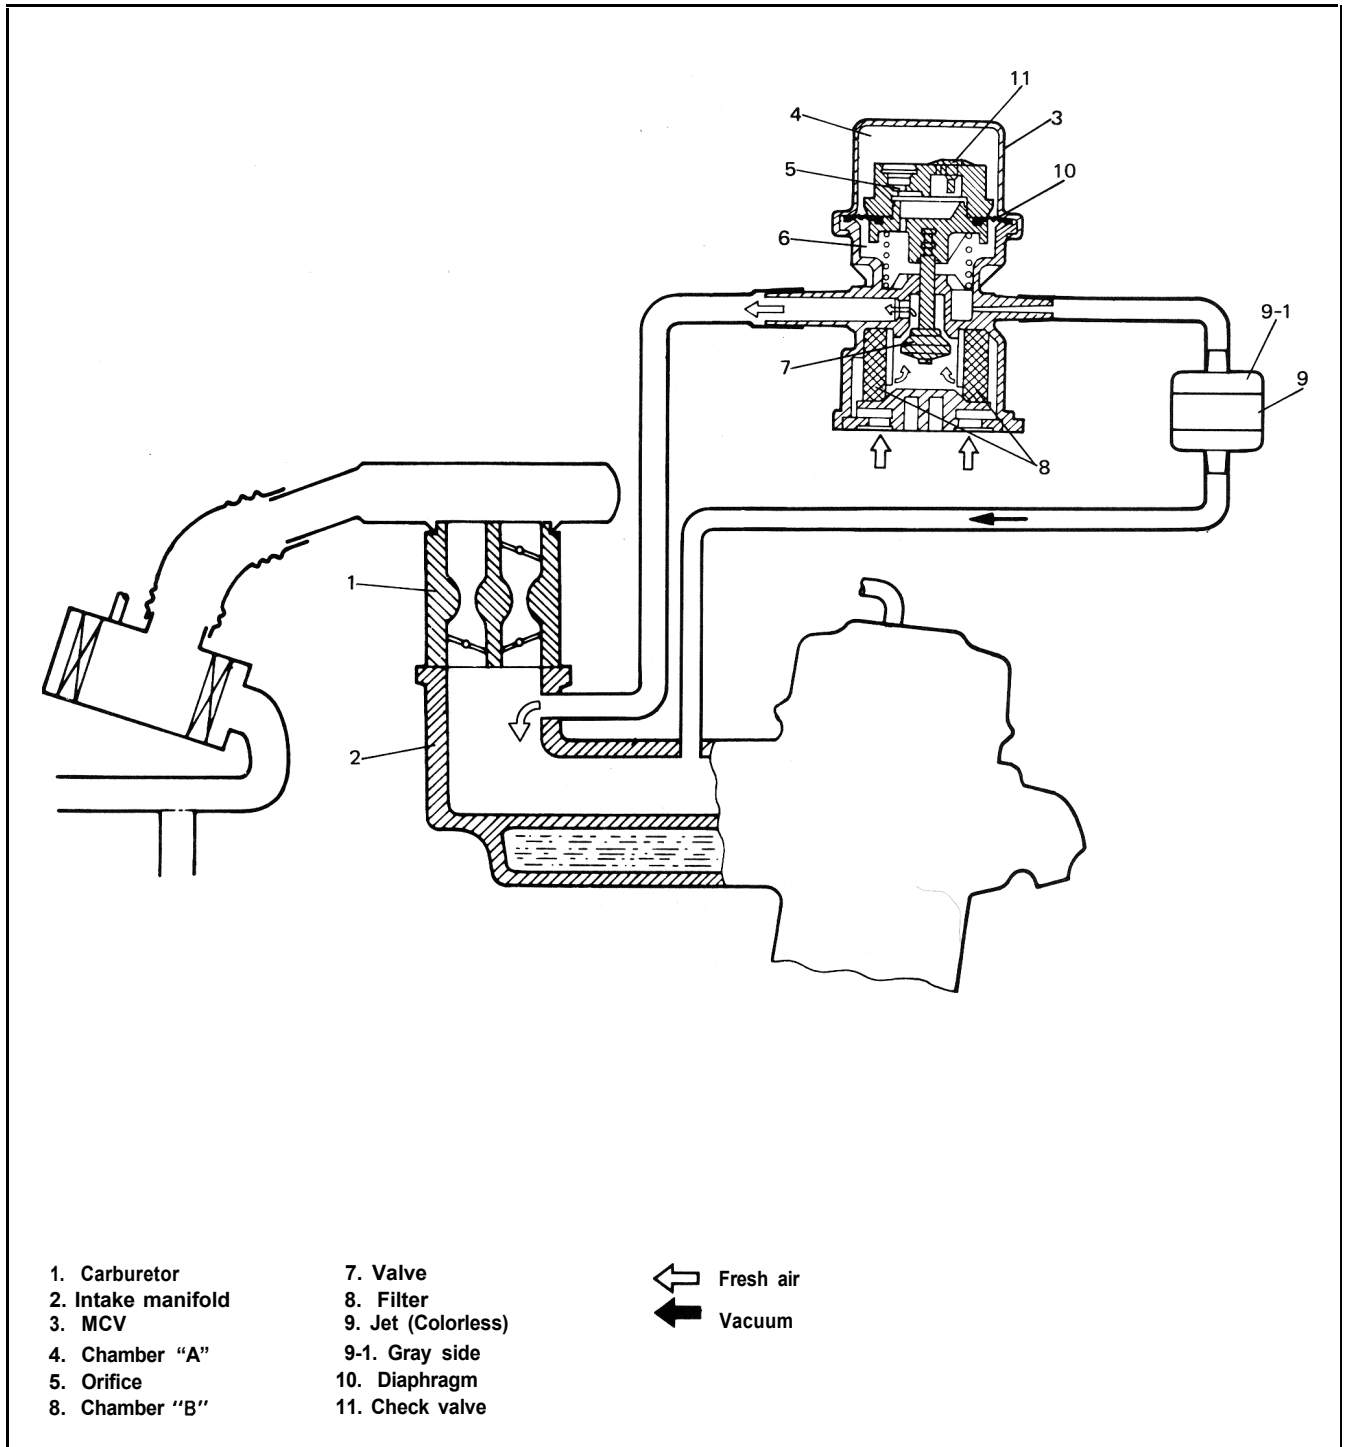 11
4
3
5
10
6
9-1
7
9
8
1
2
1. Carburetor
2. Intake manifold
3. MCV
4. Chamber “A”
5. Orifice
8. Chamber "B"
7. Valve
8. Filter
9. Jet (Colorless)
9-1. Gray side
10. Diaphragm
11. Check valve
Fresh air
Vacuum